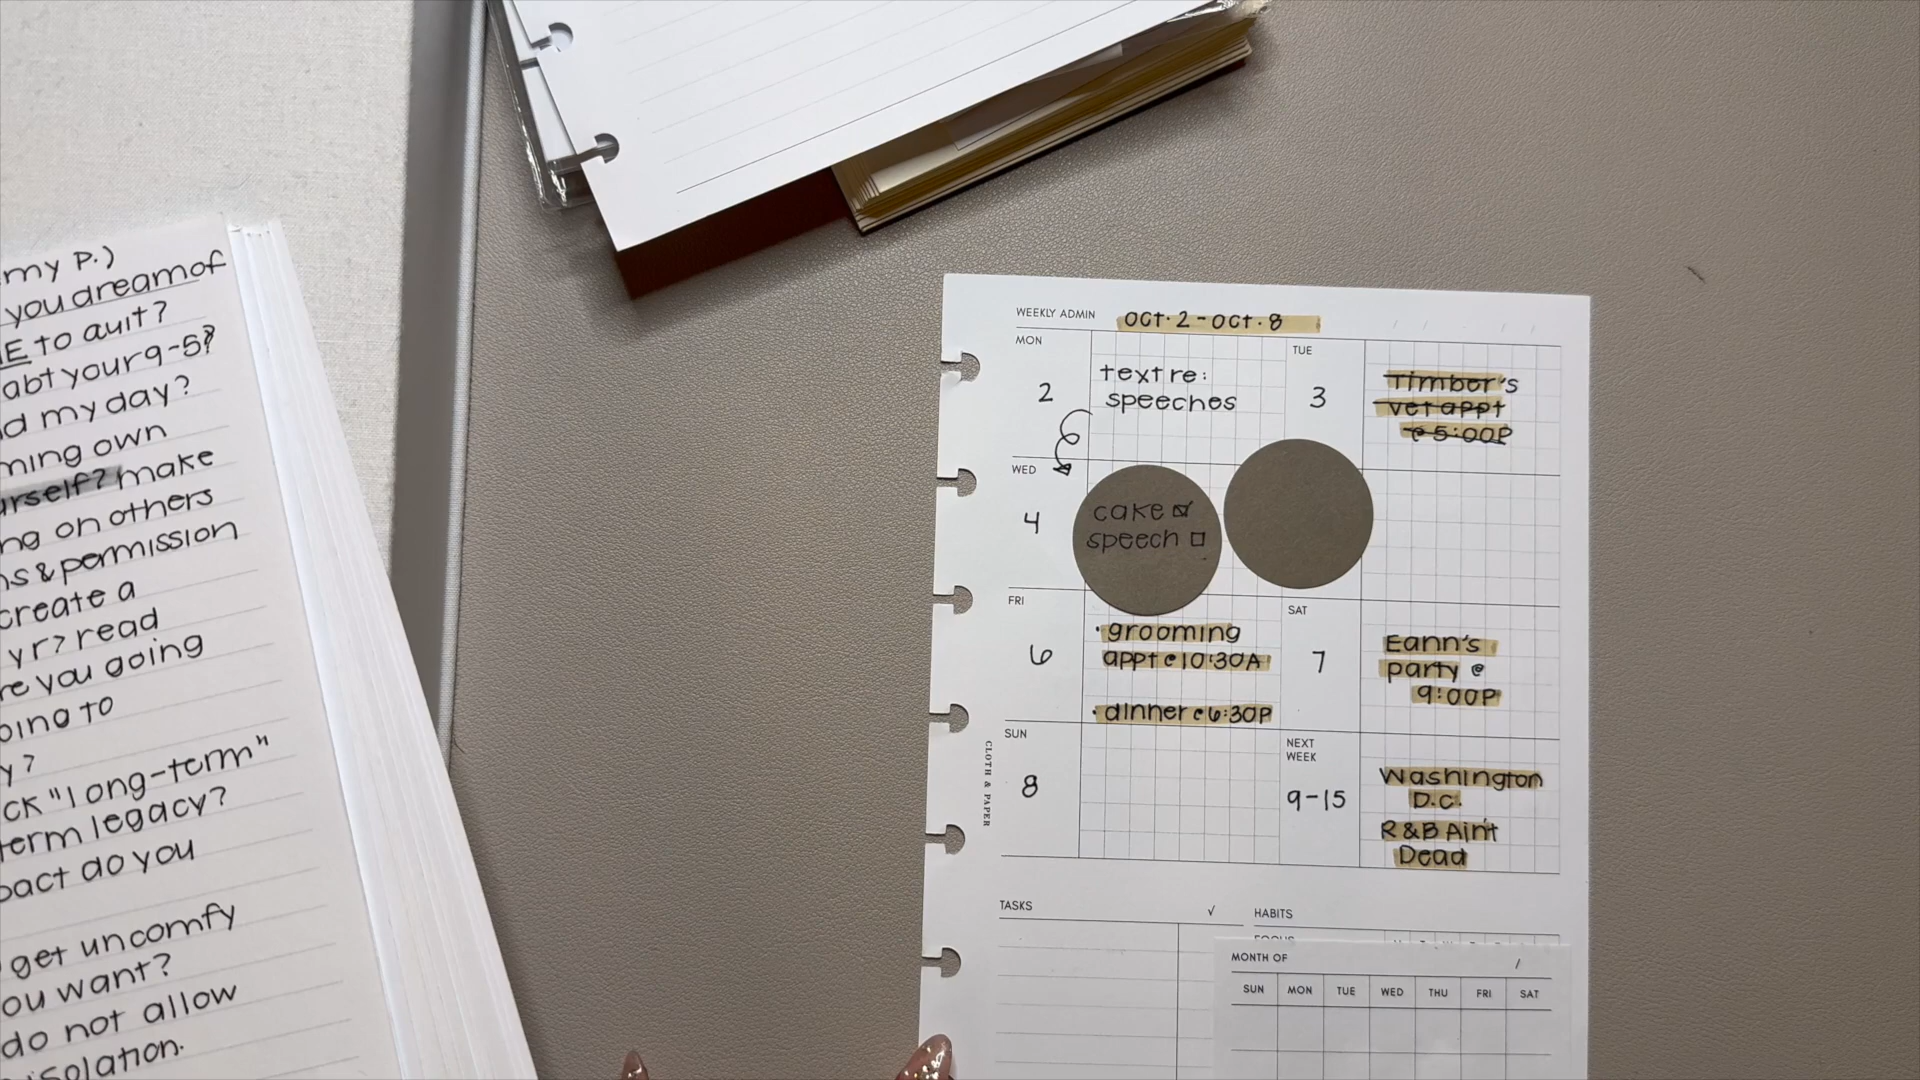 my P.)
you dream of
E to quit?
abt your 9-5?
d my day?
ming own
urself? make
ng on others
ns & permission
create a
yr? read
re you going
oing to
y?
ck "long-term"
term legacy?
pact do you
get uncomfy
ou want?
do not allow
isolation.
WEEKLY ADMIN OCT. 2 - OCT. 8
MON
2
text re:
speeches
TUE
3
Timber's
vet appt
@ 5:00P
WED
4
cake ☑
speech ☐
FRI
6
• grooming
appt @ 10:30A
• dinner @ 6:30P
SAT
7
Eann's
party @
9:00P
SUN
8
NEXT
WEEK
9-15
Washington
D.C.
R&B Ain't
Dead
CLOTH & PAPER
TASKS √
HABITS
FOCUS
MONTH OF /
SUN MON TUE WED THU FRI SAT